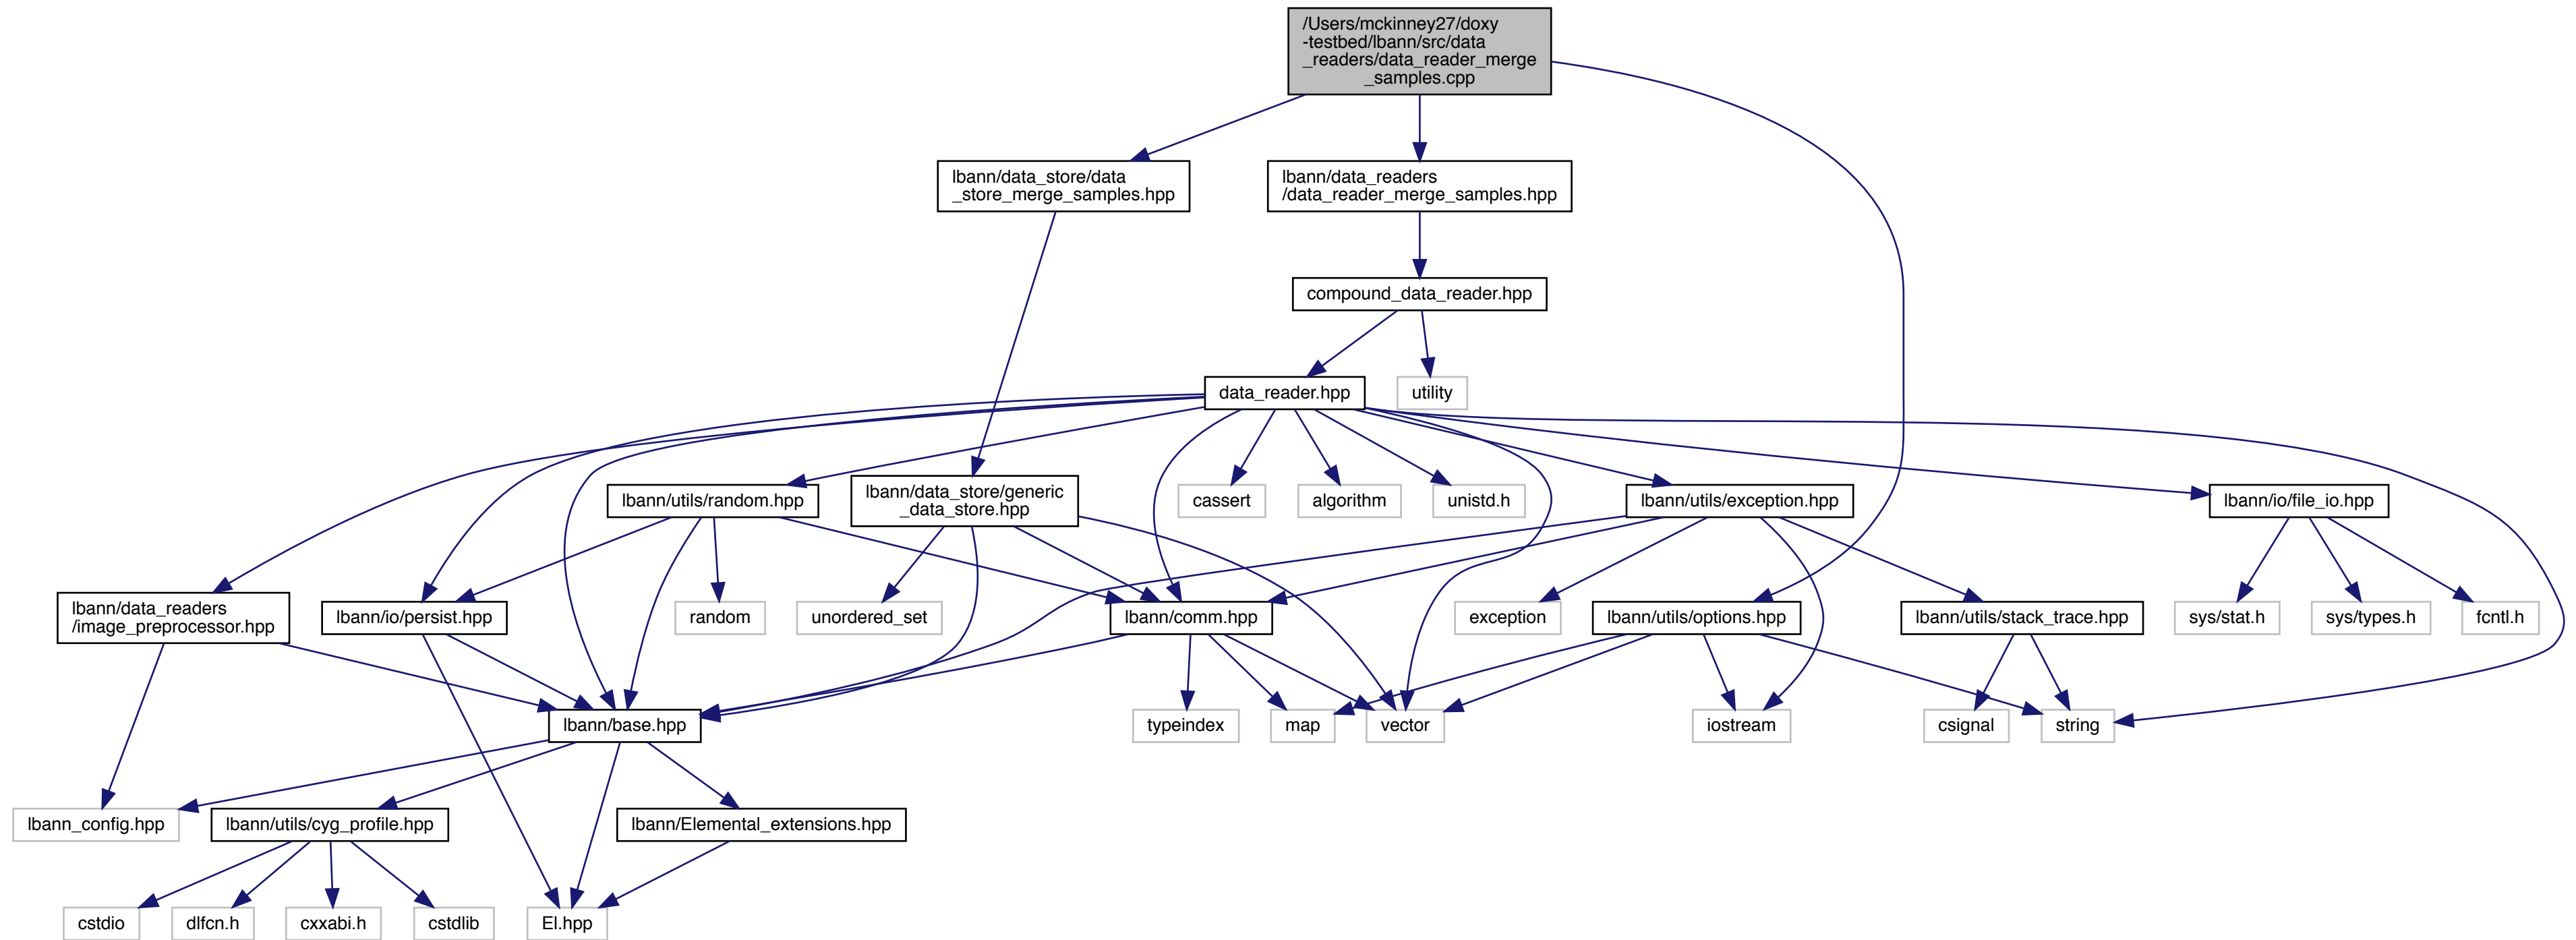 /Users/mckinney27/doxy
-testbed/lbann/src/data
_readers/data_reader_merge
_samples.cpp
lbann/data_store/data
_store_merge_samples.hpp
lbann/data_readers
/data_reader_merge_samples.hpp
compound_data_reader.hpp
data_reader.hpp
utility
lbann/utils/random.hpp
lbann/data_store/generic
_data_store.hpp
cassert
algorithm
unistd.h
lbann/utils/exception.hpp
lbann/io/file_io.hpp
lbann/data_readers
/image_preprocessor.hpp
lbann/io/persist.hpp
random
unordered_set
lbann/comm.hpp
exception
lbann/utils/options.hpp
lbann/utils/stack_trace.hpp
sys/stat.h
sys/types.h
fcntl.h
lbann/base.hpp
typeindex
map
vector
iostream
csignal
string
lbann_config.hpp
lbann/utils/cyg_profile.hpp
lbann/Elemental_extensions.hpp
cstdio
dlfcn.h
cxxabi.h
cstdlib
El.hpp